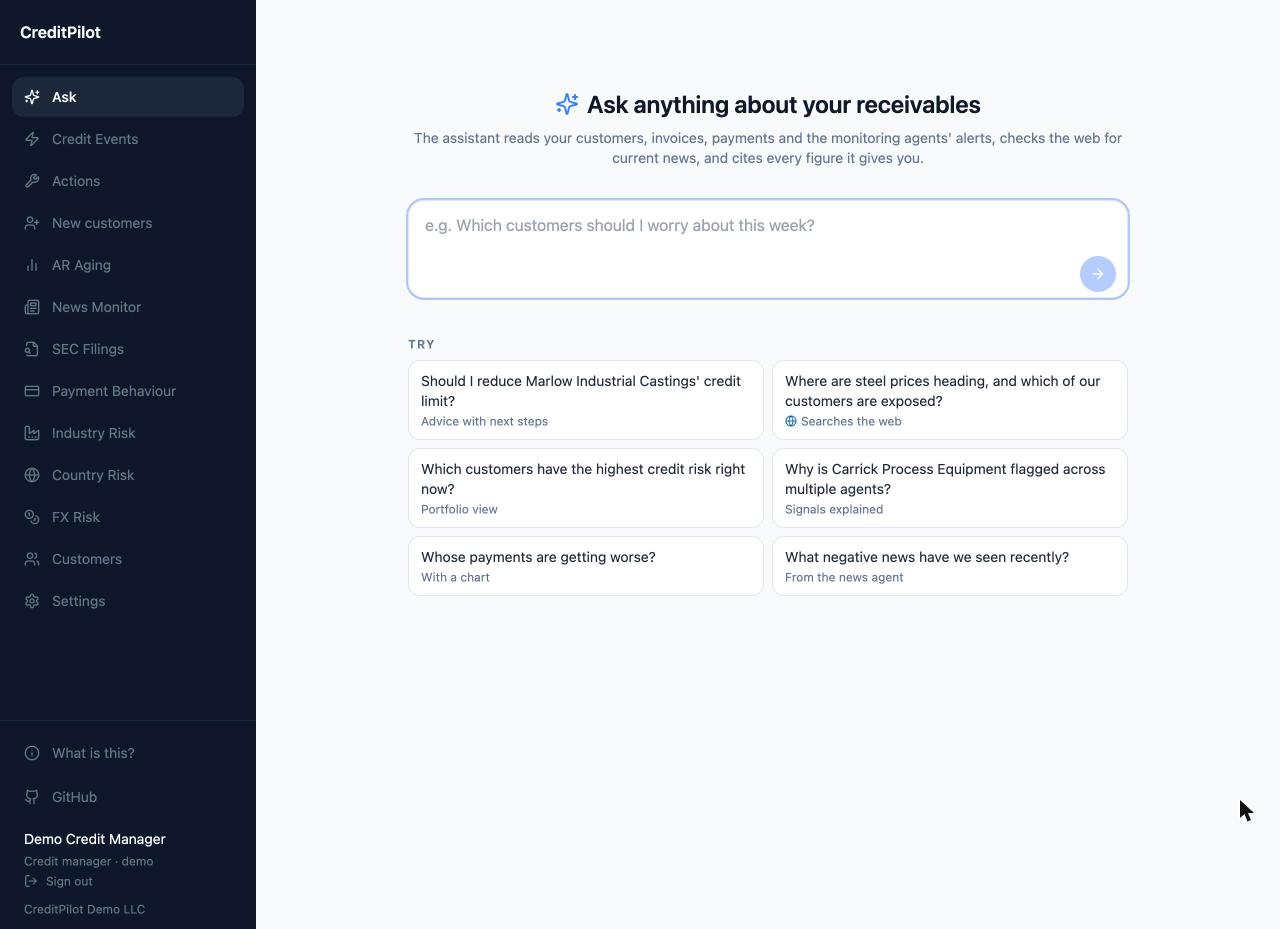 CreditPilot
Ask
Credit Events
Actions
New customers
AR Aging
News Monitor
SEC Filings
Payment Behaviour
Industry Risk
Country Risk
FX Risk
Customers
Settings
What is this?
GitHub
Demo Credit Manager
Credit manager · demo
Sign out
CreditPilot Demo LLC
Ask anything about your receivables
The assistant reads your customers, invoices, payments and the monitoring agents' alerts, checks the web for
current news, and cites every figure it gives you.
e.g. Which customers should I worry about this week?
TRY
Should I reduce Marlow Industrial Castings' credit
limit?
Advice with next steps
Where are steel prices heading, and which of our
customers are exposed?
Searches the web
Which customers have the highest credit risk right
now?
Portfolio view
Why is Carrick Process Equipment flagged across
multiple agents?
Signals explained
Whose payments are getting worse?
With a chart
What negative news have we seen recently?
From the news agent